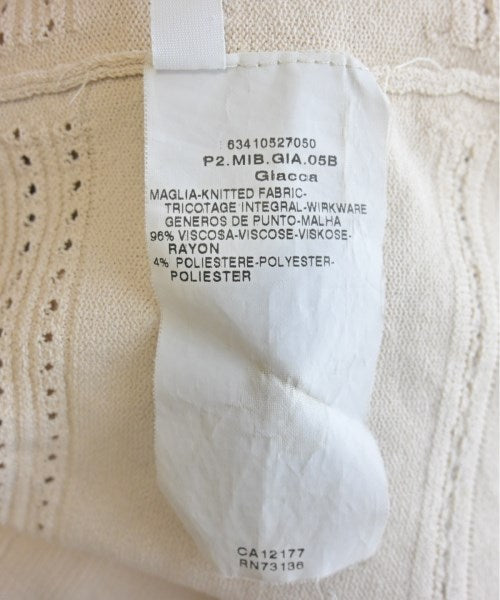 63410527050
P2.MIB.GIA.05B
Giacca
MAGLIA-KNITTED FABRIC-
TRICOTAGE INTEGRAL-WIRKWARE
GENEROS DE PUNTO-MALHA
96% VISCOSA-VISCOSE-VISKOSE-
RAYON
4% POLIESTERE-POLYESTER-
POLIESTER
CA12177
RN73136